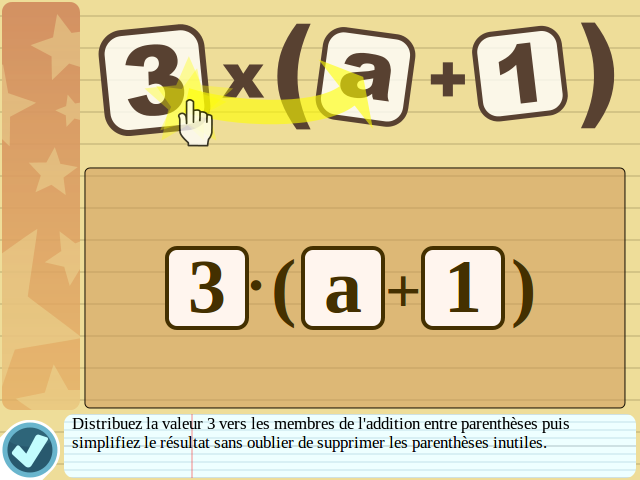 3 x ( a + 1 )
3 · ( a + 1 )
Distribuez la valeur 3 vers les membres de l'addition entre parenthèses puis
simplifiez le résultat sans oublier de supprimer les parenthèses inutiles.